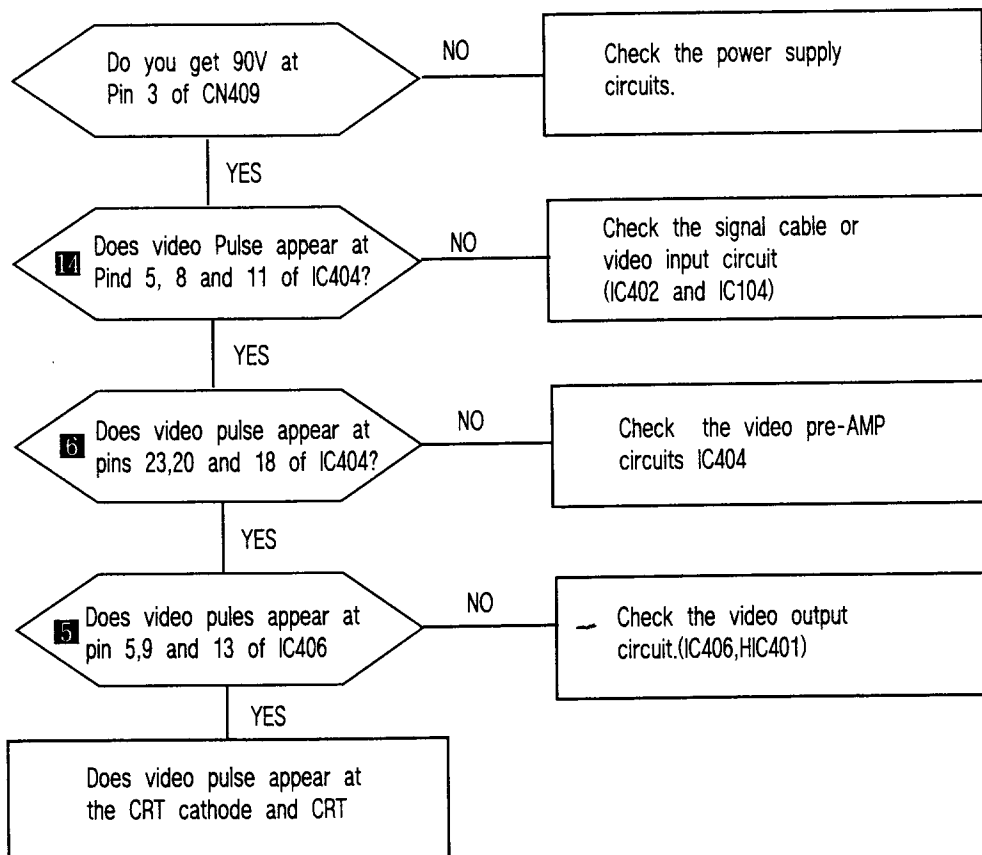 Do you get 90V at
Pin 3 of CN409
NO
Check the power supply
circuits.
YES
14 Does video Pulse appear at
Pind 5, 8 and 11 of IC404?
NO
Check the signal cable or
video input circuit
(IC402 and IC104)
YES
6 Does video pulse appear at
pins 23,20 and 18 of IC404?
NO
Check the video pre-AMP
circuits IC404
YES
5 Does video pules appear at
pin 5,9 and 13 of IC406
NO
Check the video output
circuit.(IC406,HIC401)
YES
Does video pulse appear at
the CRT cathode and CRT